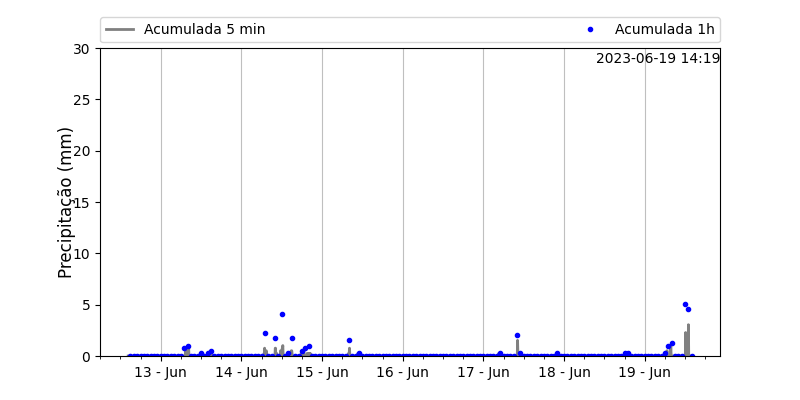 Acumulada 5 min
Acumulada 1h
2023-06-19 14:19
Precipitação (mm)
30
25
20
15
10
5
0
13 - Jun 14 - Jun 15 - Jun 16 - Jun 17 - Jun 18 - Jun 19 - Jun